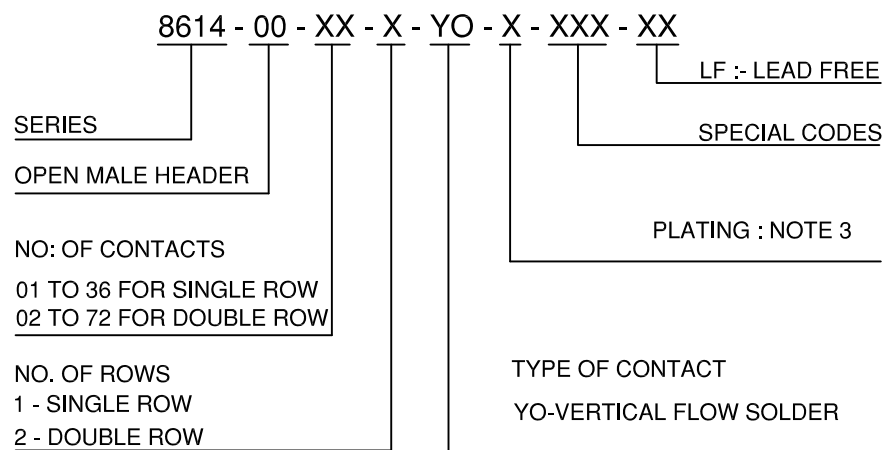 8614 - 00 - XX - X - YO - X - XXX - XX
LF :- LEAD FREE
SERIES
SPECIAL CODES
OPEN MALE HEADER
PLATING : NOTE 3
NO: OF CONTACTS
01 TO 36 FOR SINGLE ROW
02 TO 72 FOR DOUBLE ROW
NO. OF ROWS
1 - SINGLE ROW
2 - DOUBLE ROW
TYPE OF CONTACT
YO-VERTICAL FLOW SOLDER